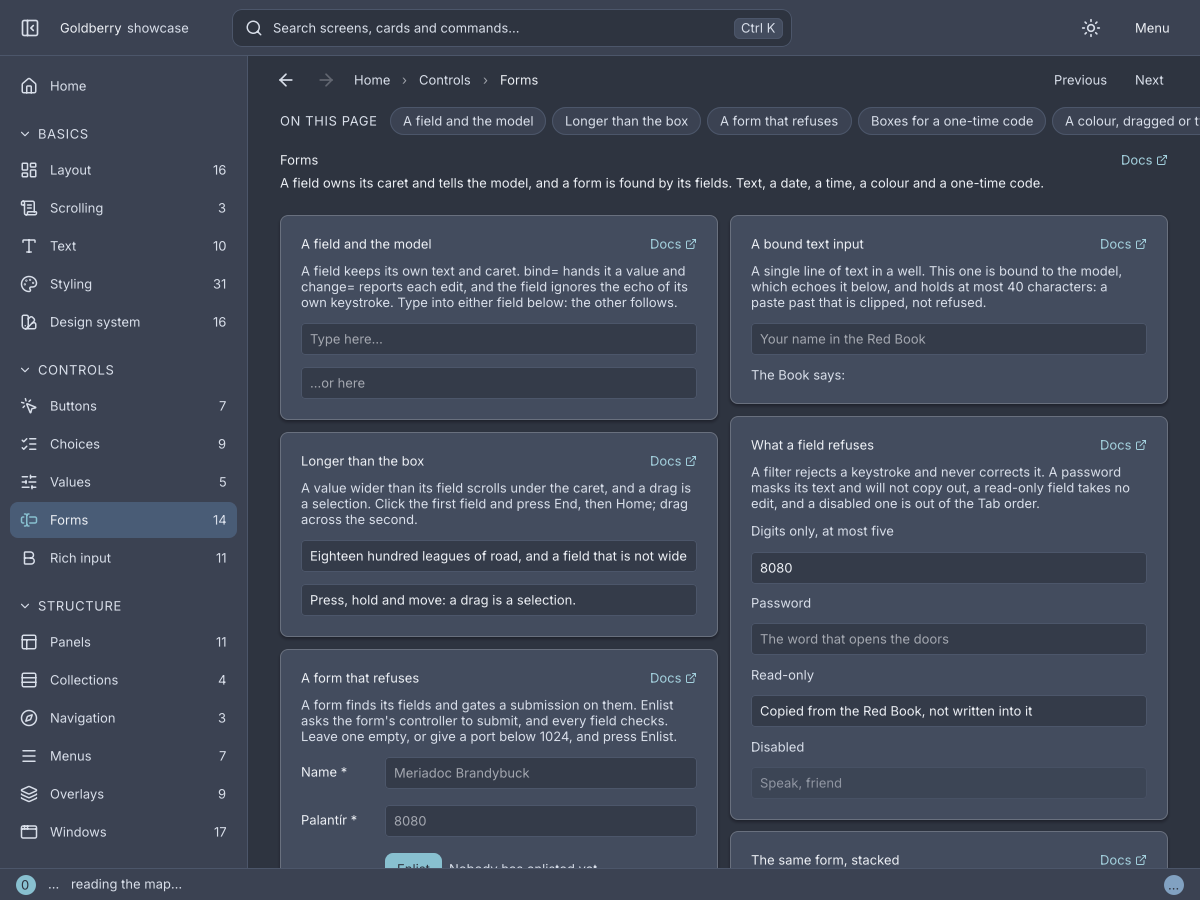 Goldberry showcase
Search screens, cards and commands...
Ctrl K
Menu
Home
BASICS
Layout 16
Scrolling 3
Text 10
Styling 31
Design system 16
CONTROLS
Buttons 7
Choices 9
Values 5
Forms 14
Rich input 11
STRUCTURE
Panels 11
Collections 4
Navigation 3
Menus 7
Overlays 9
Windows 17
Home › Controls › Forms
Previous Next
ON THIS PAGE
A field and the model
Longer than the box
A form that refuses
Boxes for a one-time code
A colour, dragged or t
Forms
Docs
A field owns its caret and tells the model, and a form is found by its fields. Text, a date, a time, a colour and a one-time code.
A field and the model
Docs
A field keeps its own text and caret. bind= hands it a value and
change= reports each edit, and the field ignores the echo of its
own keystroke. Type into either field below: the other follows.
Type here...
...or here
Longer than the box
Docs
A value wider than its field scrolls under the caret, and a drag is
a selection. Click the first field and press End, then Home; drag
across the second.
Eighteen hundred leagues of road, and a field that is not wide
Press, hold and move: a drag is a selection.
A form that refuses
Docs
A form finds its fields and gates a submission on them. Enlist
asks the form's controller to submit, and every field checks.
Leave one empty, or give a port below 1024, and press Enlist.
Name *
Meriadoc Brandybuck
Palantír *
8080
Enlist
Nobody has enlisted yet
A bound text input
Docs
A single line of text in a well. This one is bound to the model,
which echoes it below, and holds at most 40 characters: a
paste past that is clipped, not refused.
Your name in the Red Book
The Book says:
What a field refuses
Docs
A filter rejects a keystroke and never corrects it. A password
masks its text and will not copy out, a read-only field takes no
edit, and a disabled one is out of the Tab order.
Digits only, at most five
8080
Password
The word that opens the doors
Read-only
Copied from the Red Book, not written into it
Disabled
Speak, friend
The same form, stacked
Docs
0 ... reading the map...
...